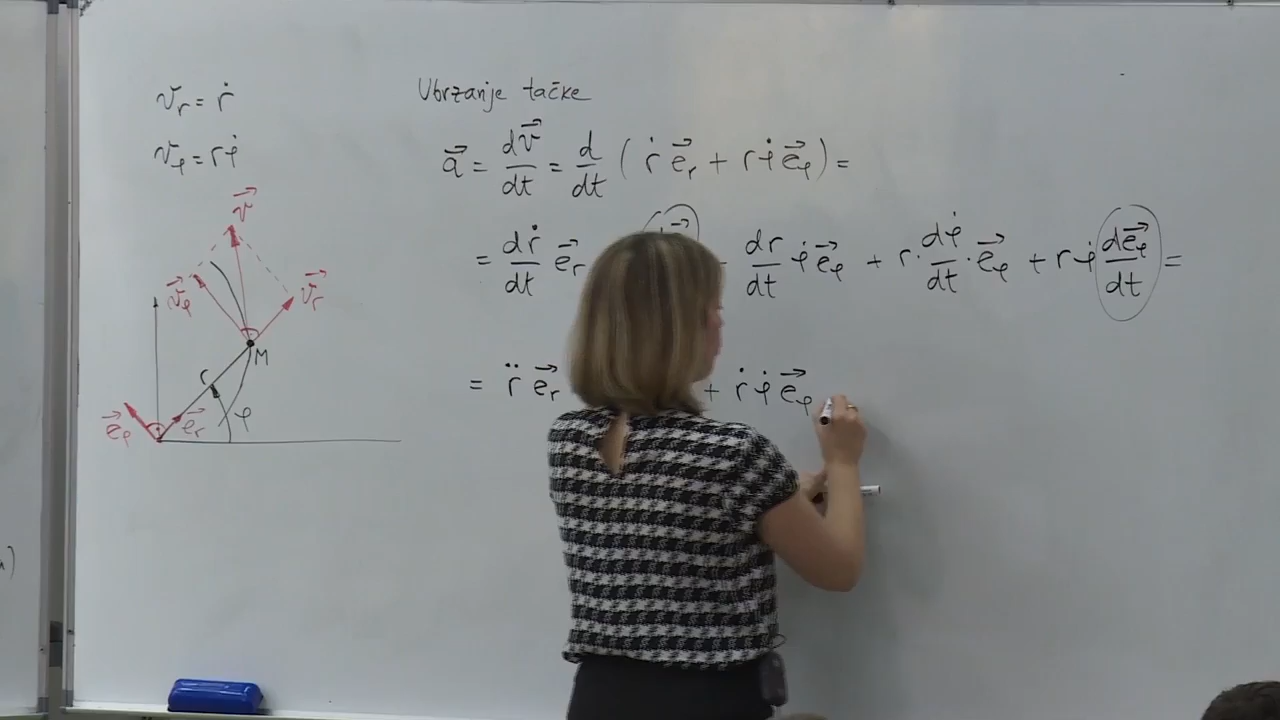 v_r = ṙ
v_φ = rφ̇
v⃗
v⃗_φ
v⃗_r
M
r
e⃗_φ
e⃗_r
φ
Ubrzanje tačke
a⃗ = dv⃗/dt = d/dt ( ṙ e⃗_r + rφ̇ e⃗_φ ) =
= dṙ/dt e⃗_r dr/dt φ̇ e⃗_φ + r · dφ̇/dt · e⃗_φ + rφ̇ de⃗_φ/dt =
= r̈ e⃗_r + ṙ φ̇ e⃗_φ